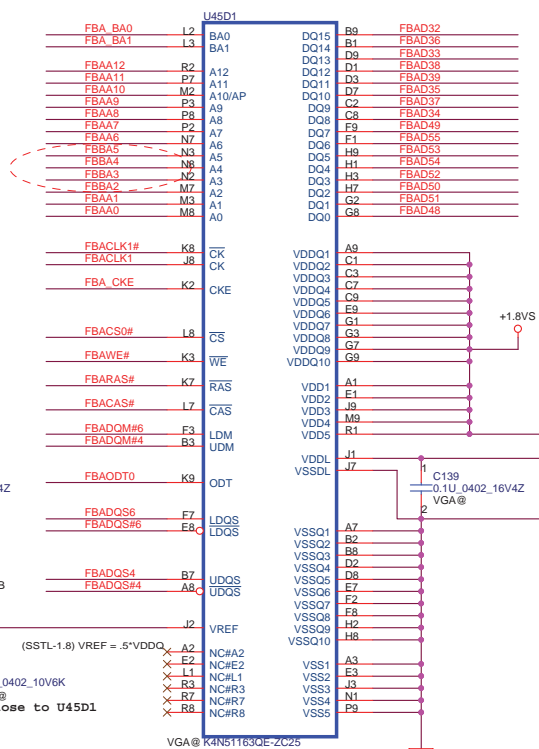 U45D1
FBA_BA0 L2 BA0 DQ15 B9 FBAD32
FBA_BA1 L3 BA1 DQ14 B1 FBAD36
DQ13 D9 FBAD33
FBAA12 R2 A12 DQ12 D1 FBAD38
FBAA11 P7 A11 DQ11 D3 FBAD39
FBAA10 M2 A10/AP DQ10 D7 FBAD35
FBAA9 P3 A9 DQ9 C2 FBAD37
FBAA8 P8 A8 DQ8 C8 FBAD34
FBAA7 P2 A7 DQ7 F9 FBAD49
FBAA6 N7 A6 DQ6 F1 FBAD55
FBBA5 N3 A5 DQ5 H9 FBAD53
FBBA4 N8 A4 DQ4 H1 FBAD54
FBBA3 N2 A3 DQ3 H3 FBAD52
FBBA2 M7 A2 DQ2 H7 FBAD50
FBAA1 M3 A1 DQ1 G2 FBAD51
FBAA0 M8 A0 DQ0 G8 FBAD48
FBACLK1# K8 CK VDDQ1 A9
FBACLK1 J8 CK VDDQ2 C1
VDDQ3 C3
FBA_CKE K2 CKE VDDQ4 C7
VDDQ5 C9
VDDQ6 E9
VDDQ7 G1
+1.8VS
FBACS0# L8 CS VDDQ8 G3
VDDQ9 G7
FBAWE# K3 WE VDDQ10 G9
FBARAS# K7 RAS VDD1 A1
VDD2 E1
FBACAS# L7 CAS VDD3 J9
VDD4 M9
FBADQM#6 F3 LDM VDD5 R1
FBADQM#4 B3 UDM
VDDL J1
VSSDL J7
1
C139
FBAODT0 K9 ODT
0.1U_0402_16V4Z
VGA@
2
4Z
FBADQS6 F7 LDQS VSSQ1 A7
FBADQS#6 E8 LDQS VSSQ2 B2
VSSQ3 B8
VSSQ4 D2
FBADQS4 B7 UDQS VSSQ5 D8
FBADQS#4 A8 UDQS VSSQ6 E7
VSSQ7 F2
VSSQ8 F8
J2 VREF VSSQ9 H2
VSSQ10 H8
(SSTL-1.8) VREF = .5*VDDQ
A2 NC#A2 VSS1 A3
E2 NC#E2 VSS2 E3
L1 NC#L1 VSS3 J3
R3 NC#R3 VSS4 N1
R7 NC#R7 VSS5 P9
R8 NC#R8
_0402_10V6K
ose to U45D1
VGA@ K4N51163QE-ZC25